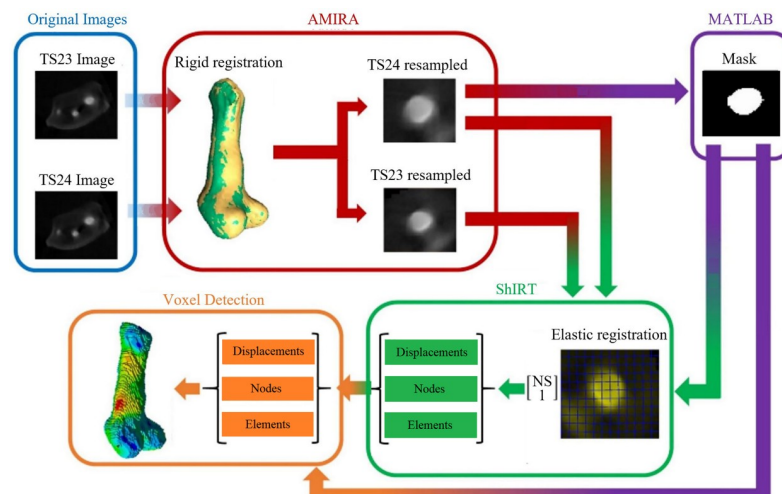 Original Images
AMIRA
MATLAB
TS23 Image
Rigid registration
TS24 resampled
Mask
TS24 Image
TS23 resampled
Voxel Detection
ShIRT
Elastic registration
Displacements
Nodes
Elements
Displacements
Nodes
Elements
NS
1